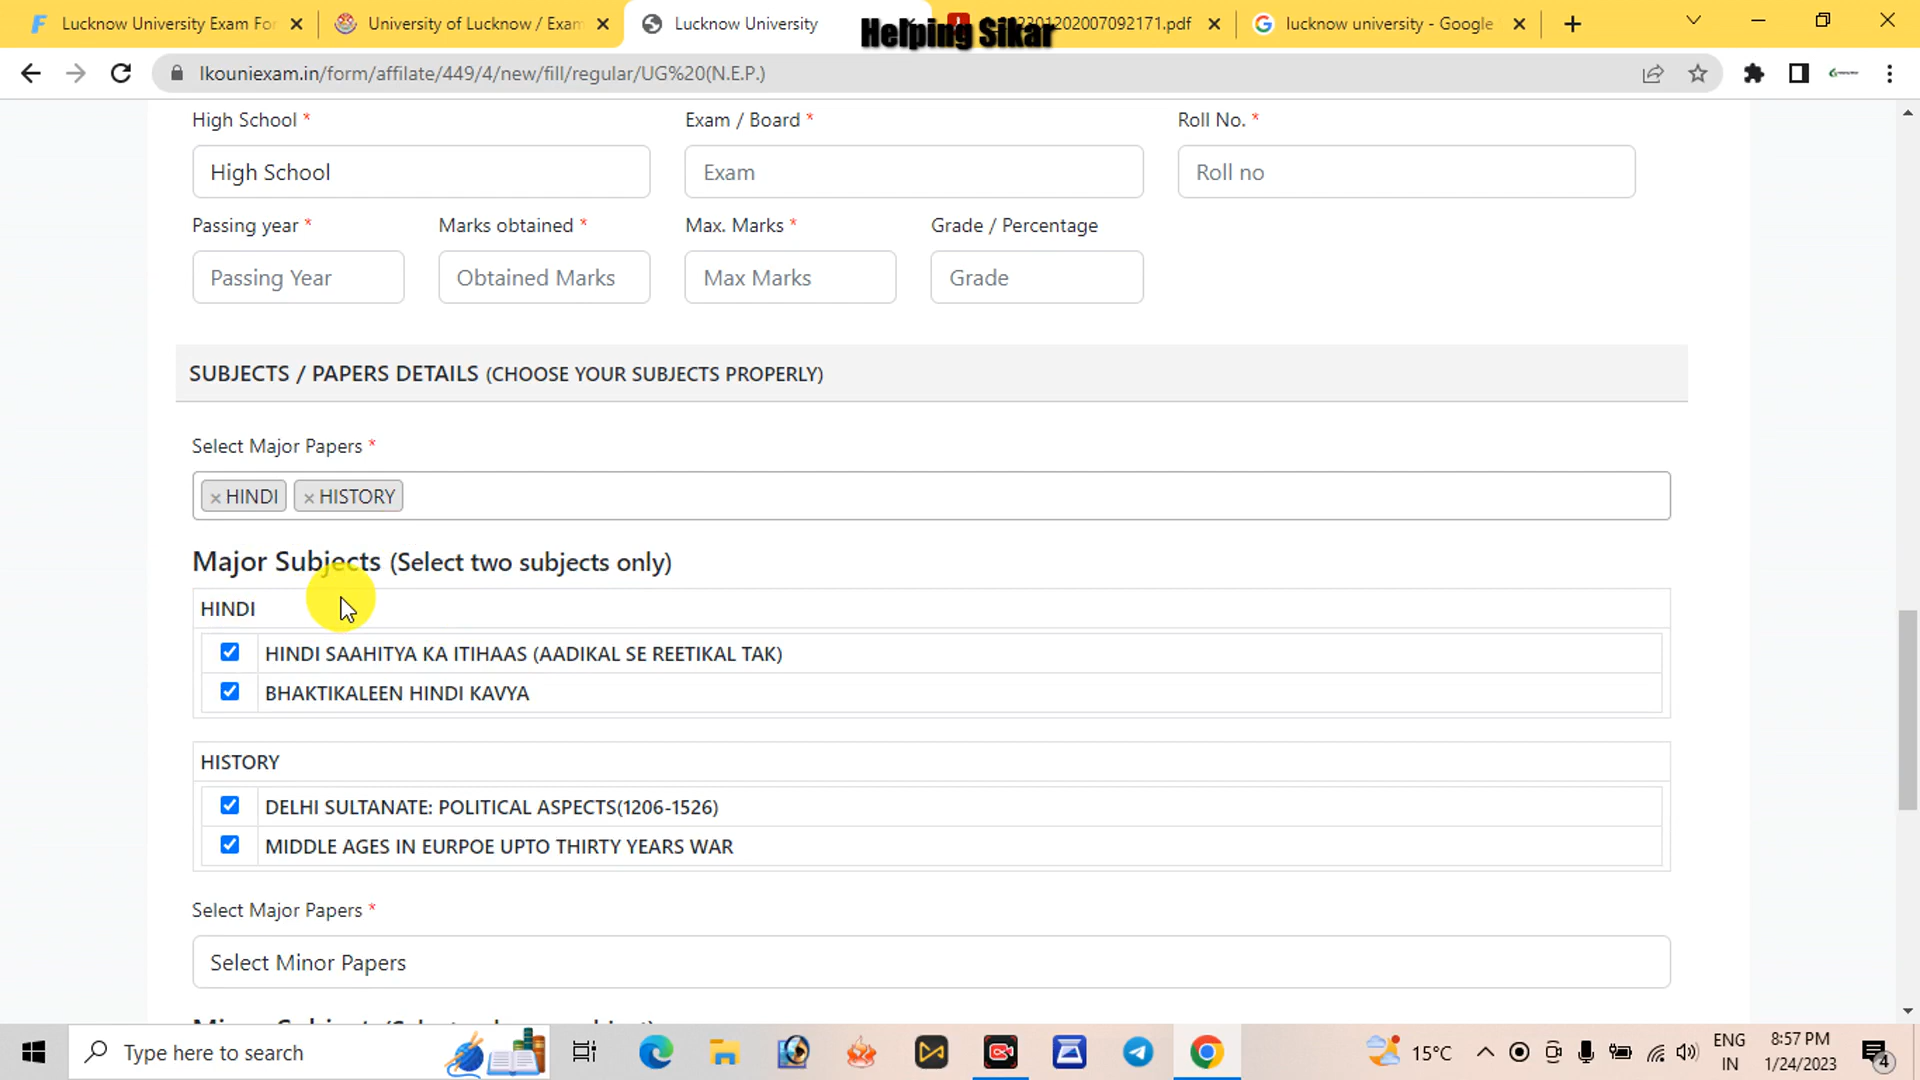 Lucknow University Exam For
University of Lucknow / Exam
Lucknow University
Helping Sikar
2301202007092171.pdf
lucknow university - Google
lkouniexam.in/form/affilate/449/4/new/fill/regular/UG%20(N.E.P.)
High School *
Exam / Board *
Roll No. *
High School
Exam
Roll no
Passing year *
Marks obtained *
Max. Marks *
Grade / Percentage
Passing Year
Obtained Marks
Max Marks
Grade
SUBJECTS / PAPERS DETAILS (CHOOSE YOUR SUBJECTS PROPERLY)
Select Major Papers *
× HINDI × HISTORY
Major Subjects (Select two subjects only)
HINDI
HINDI SAAHITYA KA ITIHAAS (AADIKAL SE REETIKAL TAK)
BHAKTIKALEEN HINDI KAVYA
HISTORY
DELHI SULTANATE: POLITICAL ASPECTS(1206-1526)
MIDDLE AGES IN EURPOE UPTO THIRTY YEARS WAR
Select Major Papers *
Select Minor Papers
Type here to search
15°C
ENG
IN
8:57 PM
1/24/2023
4